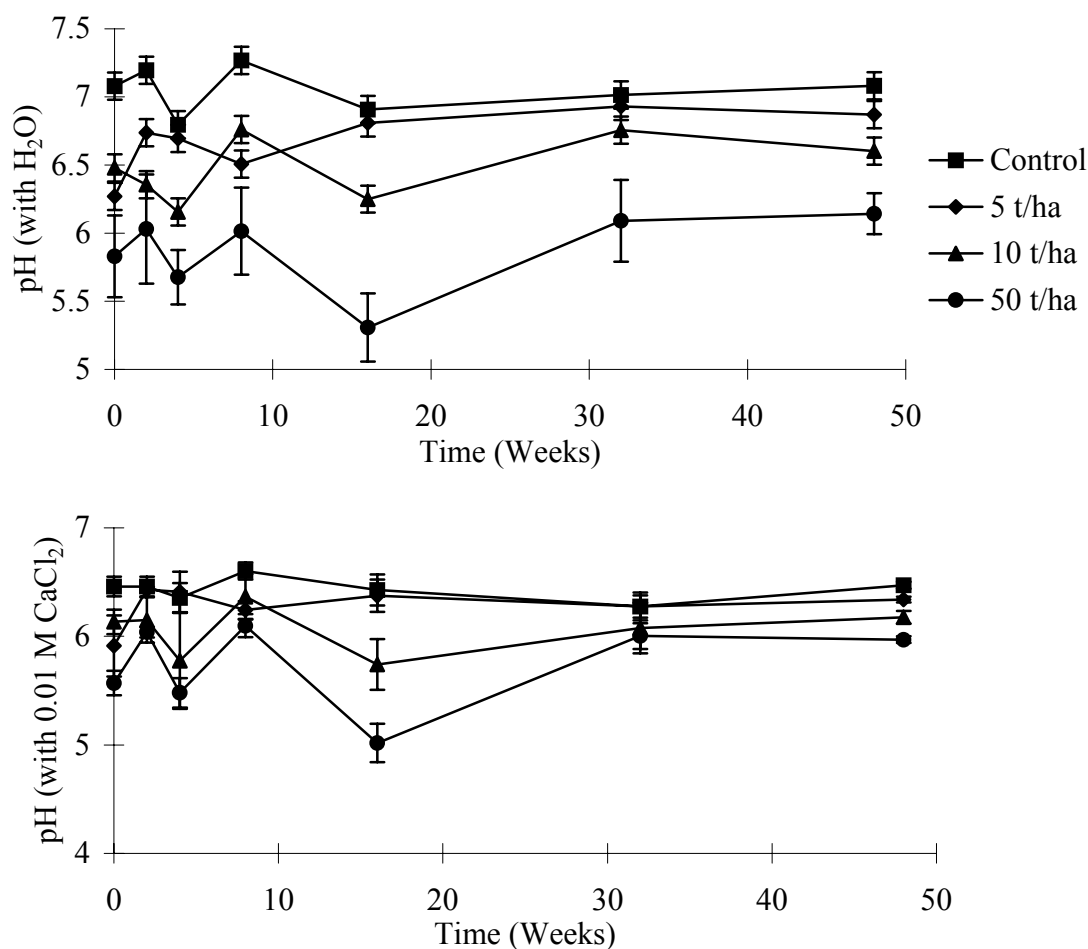 7.5
7
6.5
6
5.5
5
pH (with H₂O)
0 10 20 30 40 50
Time (Weeks)
Control
5 t/ha
10 t/ha
50 t/ha
7
6
5
4
pH (with 0.01 M CaCl₂)
0 10 20 30 40 50
Time (Weeks)